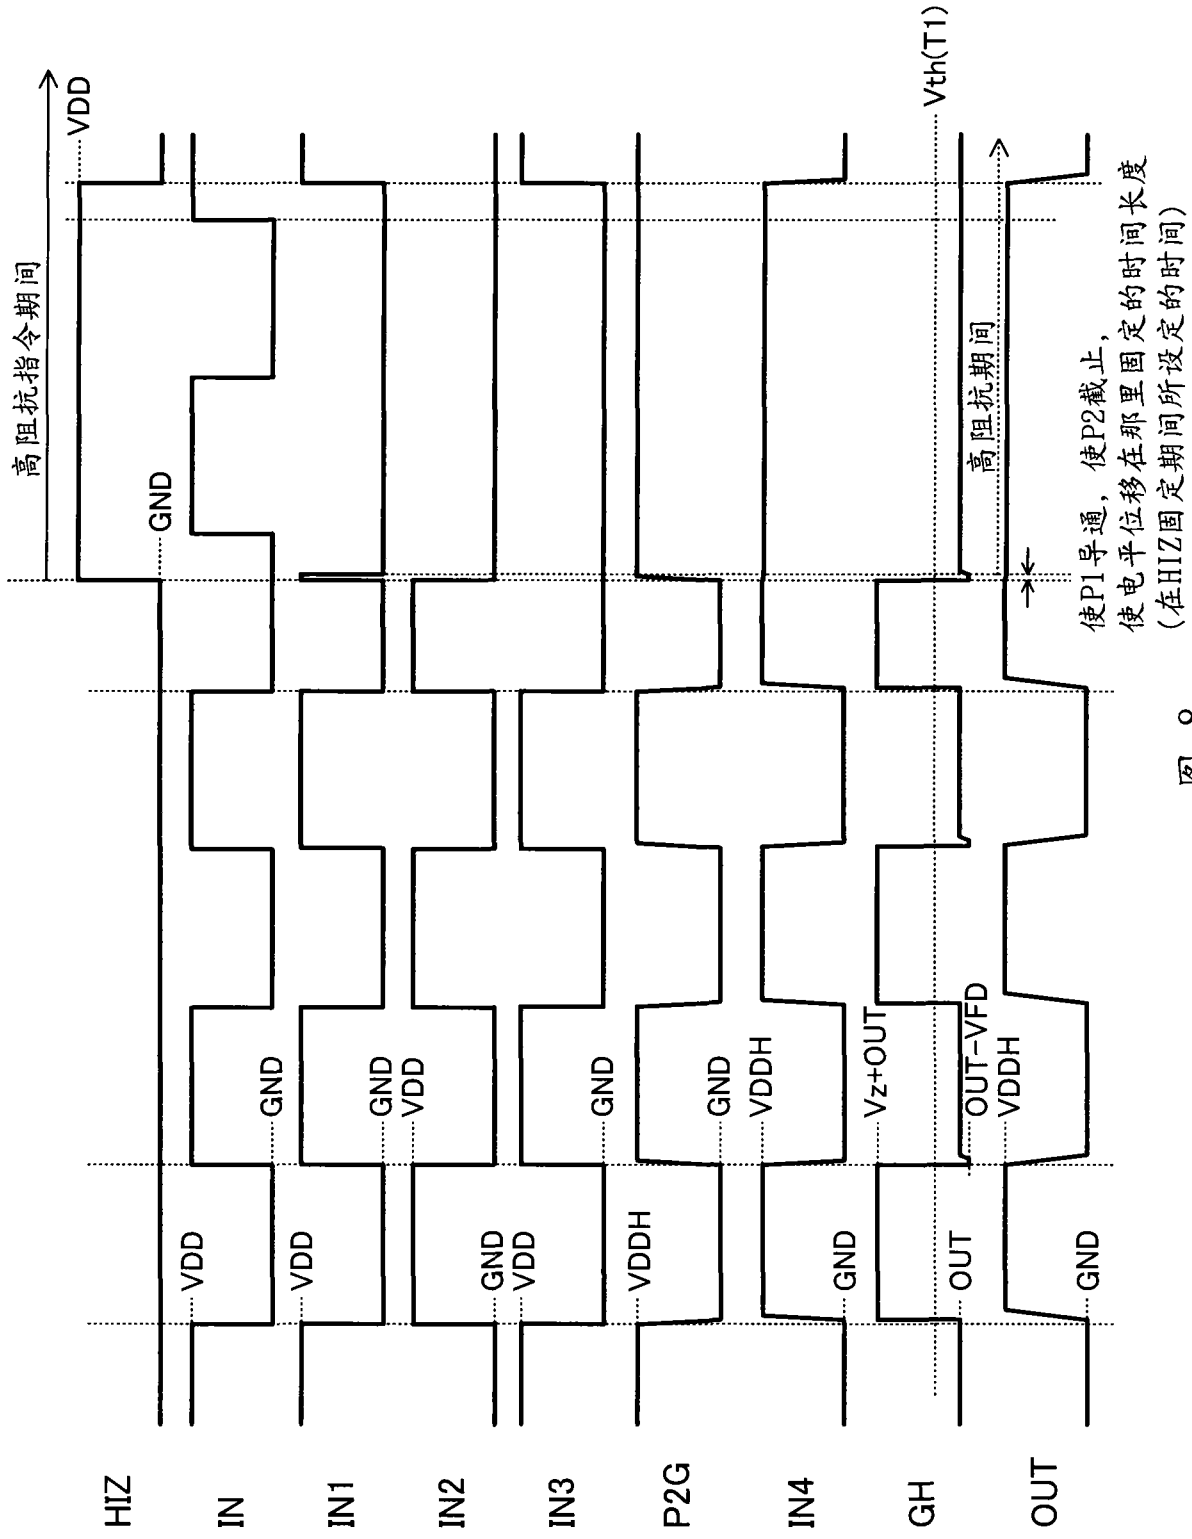 高阻抗指令期间
HIZ
VDD
GND
IN
VDD
GND
IN1
VDD
GND
IN2
VDD
GND
IN3
VDD
GND
P2G
VDDH
GND
IN4
VDDH
GND
GH
Vz+OUT
OUT
OUT-VFD
Vth(T1)
高阻抗期间
OUT
VDDH
GND
使P1导通，使P2截止，
使电平位移在那里固定的时间长度
(在HIZ固定期间所设定的时间)